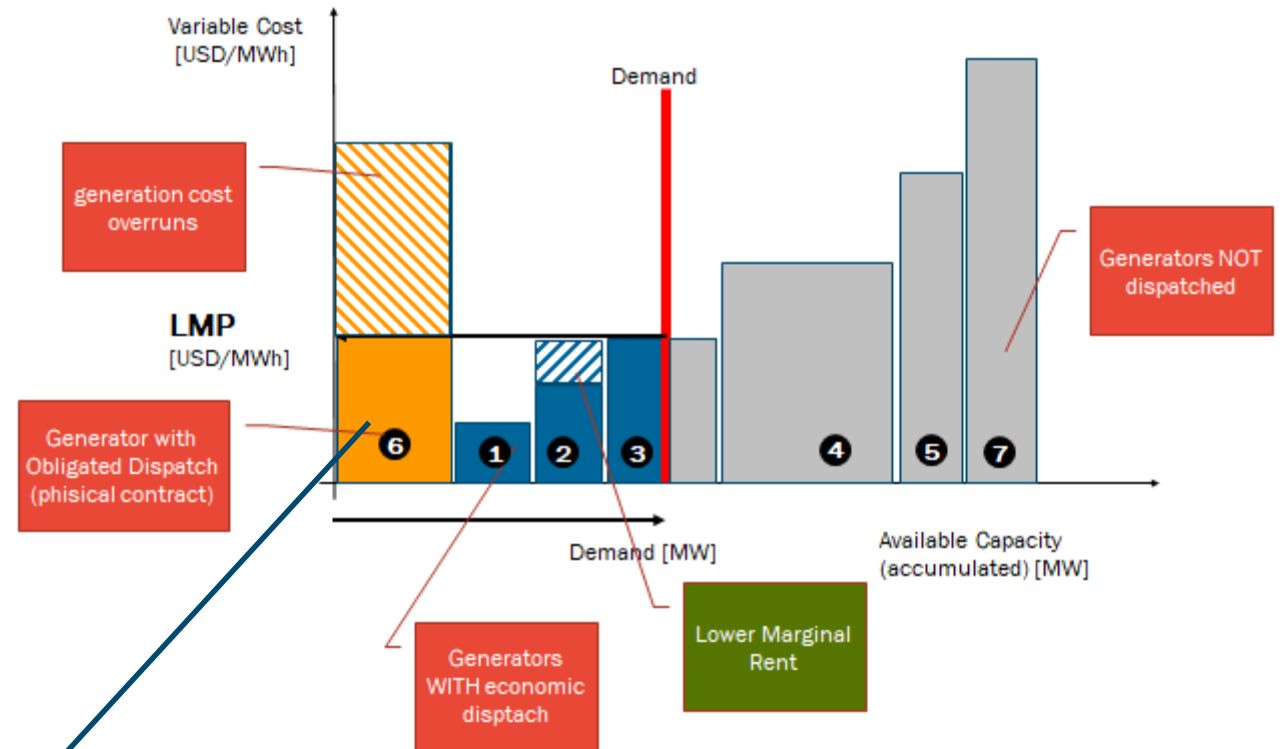 Variable Cost
[USD/MWh]
Demand
generation cost
overruns
Generators NOT
dispatched
LMP
[USD/MWh]
Generator with
Obligated Dispatch
(phisical contract)
6
1
2
3
4
5
7
Demand [MW]
Available Capacity
(accumulated) [MW]
Lower Marginal
Rent
Generators
WITH economic
disptach